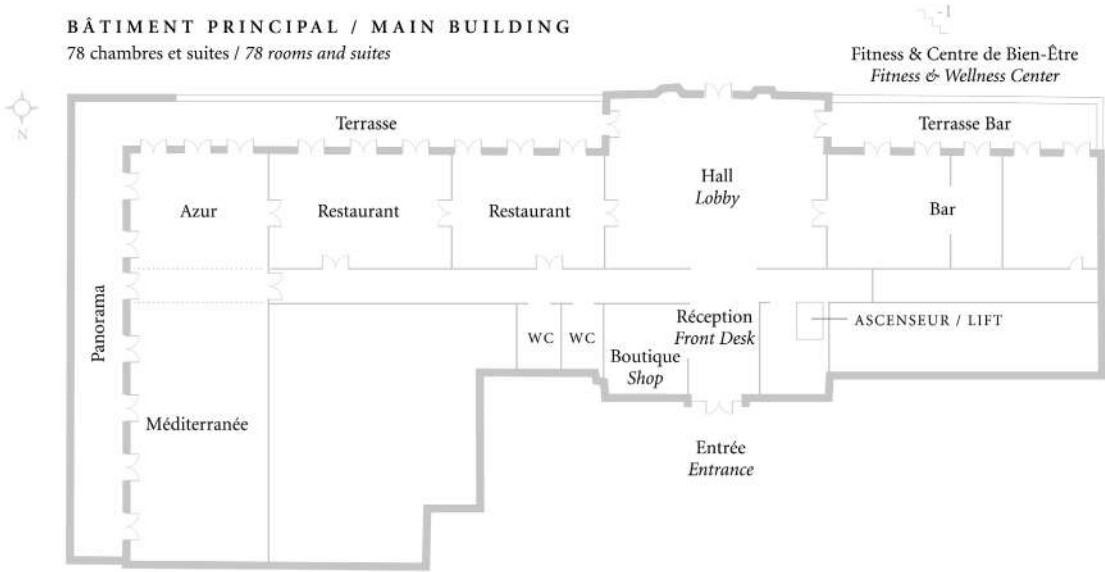 BÂTIMENT PRINCIPAL / MAIN BUILDING
78 chambres et suites / 78 rooms and suites
-1
Fitness & Centre de Bien-Être
Fitness & Wellness Center
N
Terrasse
Terrasse Bar
Hall
Lobby
Azur
Restaurant
Restaurant
Bar
Panorama
Réception
Front Desk
ASCENSEUR / LIFT
WC
WC
Boutique
Shop
Méditerranée
Entrée
Entrance